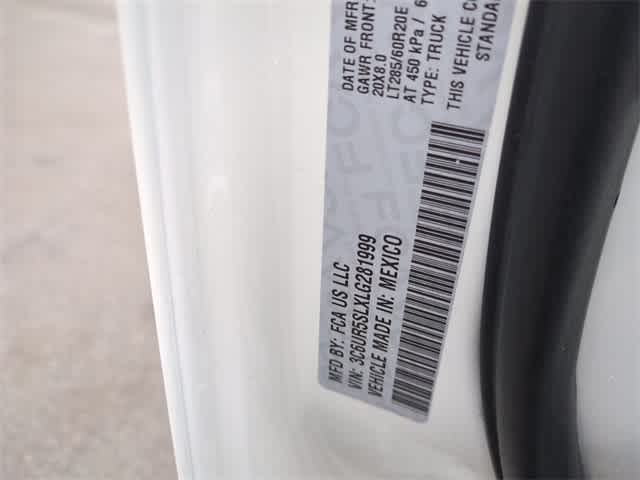 MFD BY: FCA US LLC
DATE OF MFR
GAWR FRONT:
20X8.0
LT285/60R20E
AT 450 kPa / 6
TYPE: TRUCK
THIS VEHICLE C
STANDA
VIN: 3C6UR5SLXLG281999
VEHICLE MADE IN: MEXICO